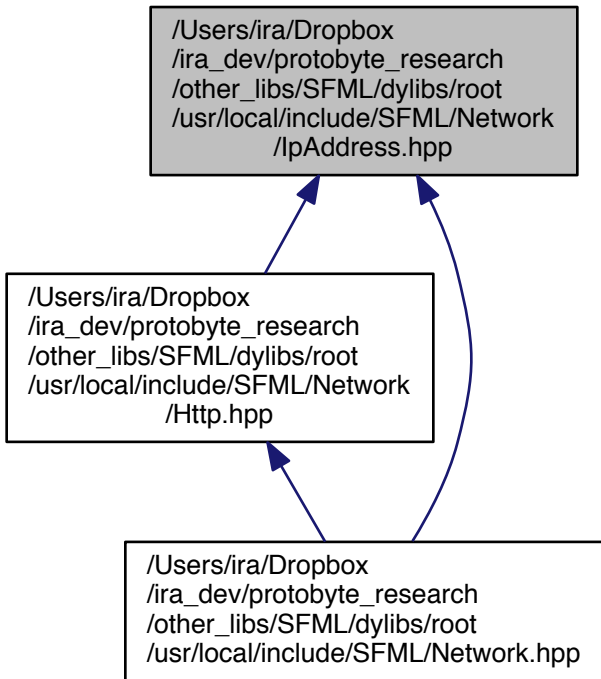 /Users/ira/Dropbox
/ira_dev/protobyte_research
/other_libs/SFML/dylibs/root
/usr/local/include/SFML/Network
/IpAddress.hpp
/Users/ira/Dropbox
/ira_dev/protobyte_research
/other_libs/SFML/dylibs/root
/usr/local/include/SFML/Network
/Http.hpp
/Users/ira/Dropbox
/ira_dev/protobyte_research
/other_libs/SFML/dylibs/root
/usr/local/include/SFML/Network.hpp